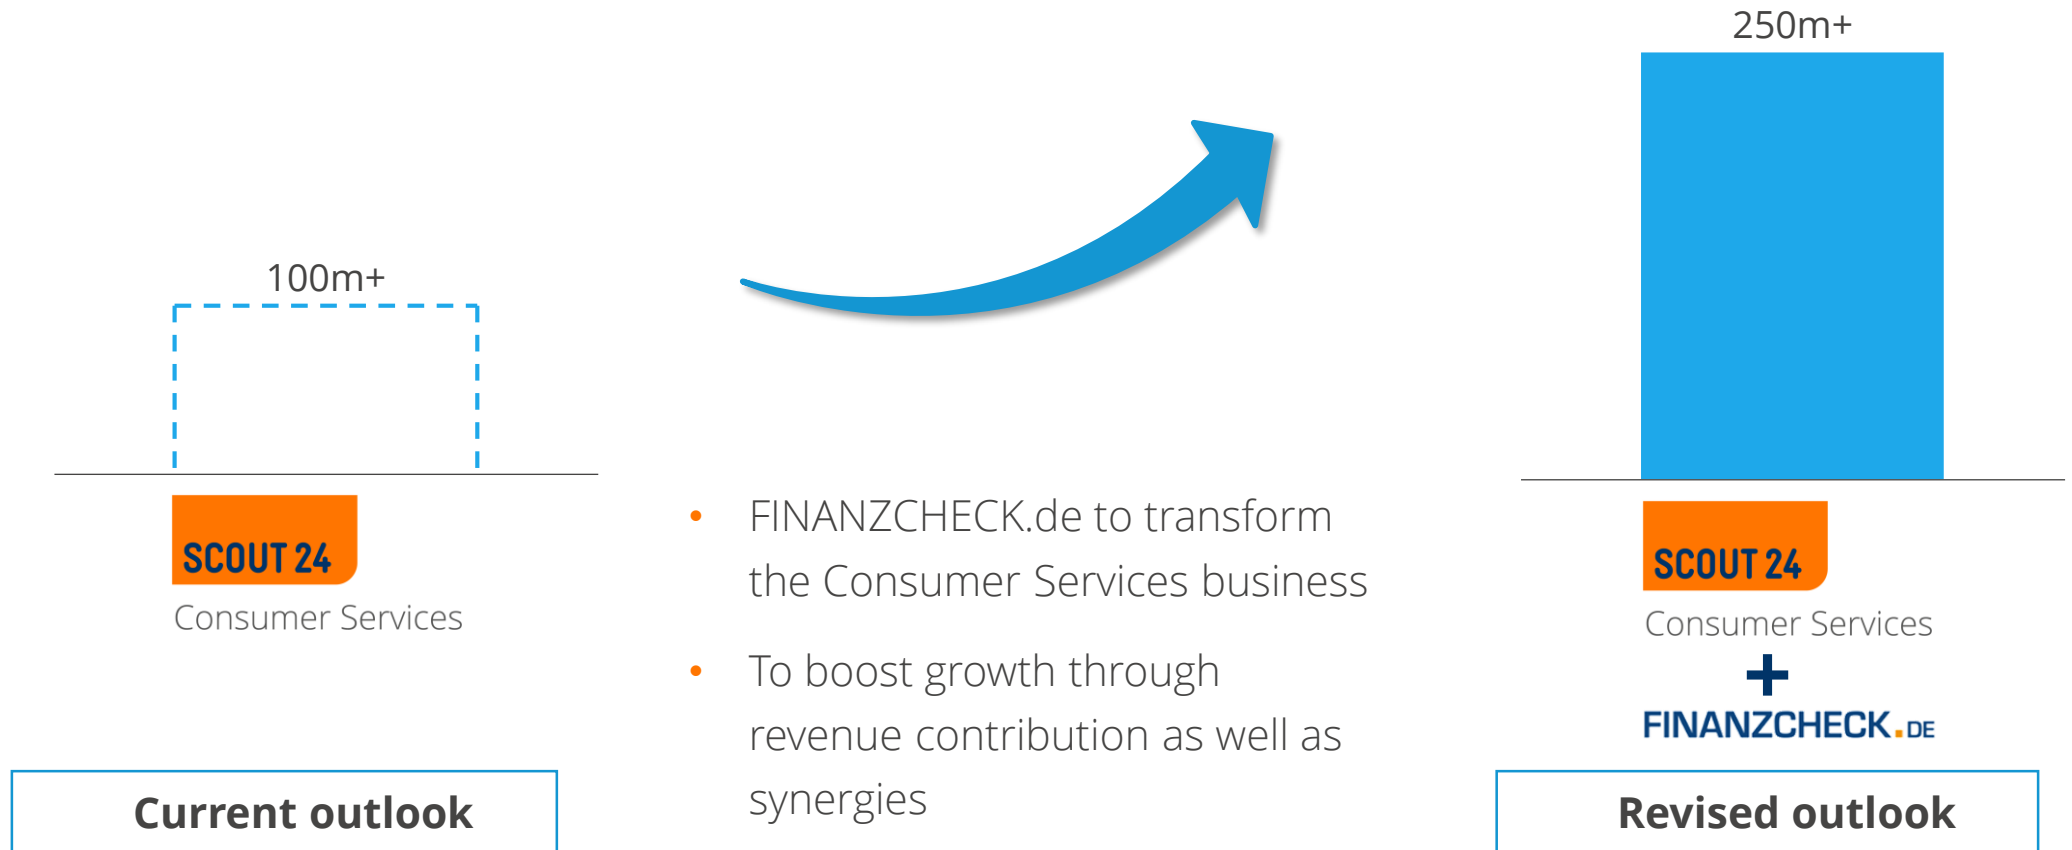 100m+
SCOUT 24
Consumer Services
Current outlook
• FINANZCHECK.de to transform
the Consumer Services business
• To boost growth through
revenue contribution as well as
synergies
250m+
SCOUT 24
Consumer Services
+
FINANZCHECK.DE
Revised outlook